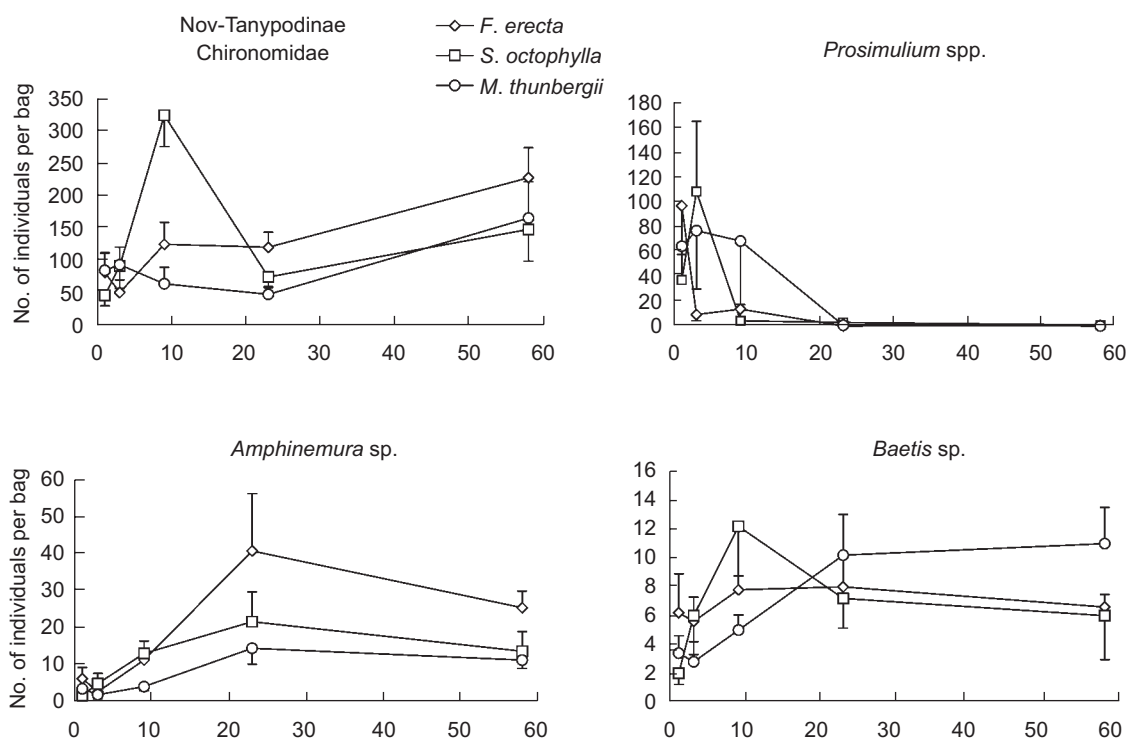 Nov-Tanypodinae
Chironomidae
F. erecta
S. octophylla
M. thunbergii
No. of individuals per bag
350
300
250
200
150
100
50
0
0 10 20 30 40 50 60
Prosimulium spp.
180
160
140
120
100
80
60
40
20
0
0 10 20 30 40 50 60
Amphinemura sp.
No. of individuals per bag
60
50
40
30
20
10
0
0 10 20 30 40 50 60
Baetis sp.
16
14
12
10
8
6
4
2
0
0 10 20 30 40 50 60